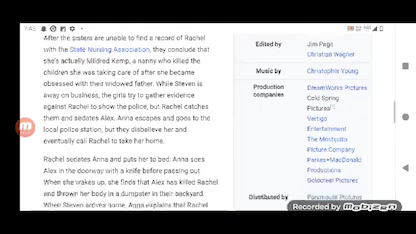 After the sisters are unable to find a record of Rachel
with the State Nursing Association, they conclude that
she's actually Mildred Kemp, a nanny who killed the
children she was taking care of after she became
obsessed with their widowed father. While Steven is
away on business, the girls try to gather evidence
against Rachel to show the police, but Rachel catches
them and sedates Alex. Anna escapes and goes to the
local police station, but they disbelieve her and
eventually call Rachel to take her home.
Rachel sedates Anna and puts her to bed; Anna sees
Alex in the doorway with a knife before passing out.
When she wakes up, she finds that Alex has killed Rachel
and thrown her body in a dumpster in their backyard.
When Steven arrives home, Anna explains that Rachel
Edited by
Jim Page
Christian Wagner
Music by
Christopher Young
Production
companies
DreamWorks Pictures
Cold Spring
Pictures
Vertigo
Entertainment
The Montecito
Picture Company
Parkes+MacDonald
Productions
Goldcrest Pictures
Distributed by
Paramount Pictures
Recorded by
Mobizen